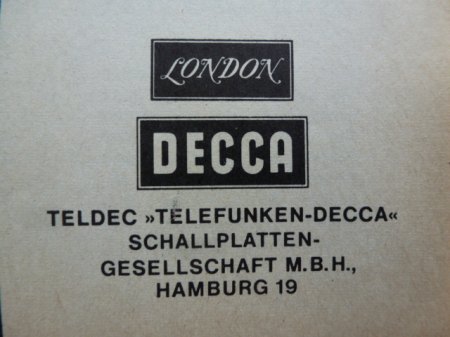 LONDON
DECCA
TELDEC »TELEFUNKEN-DECCA«
SCHALLPLATTEN-
GESELLSCHAFT M.B.H.,
HAMBURG 19